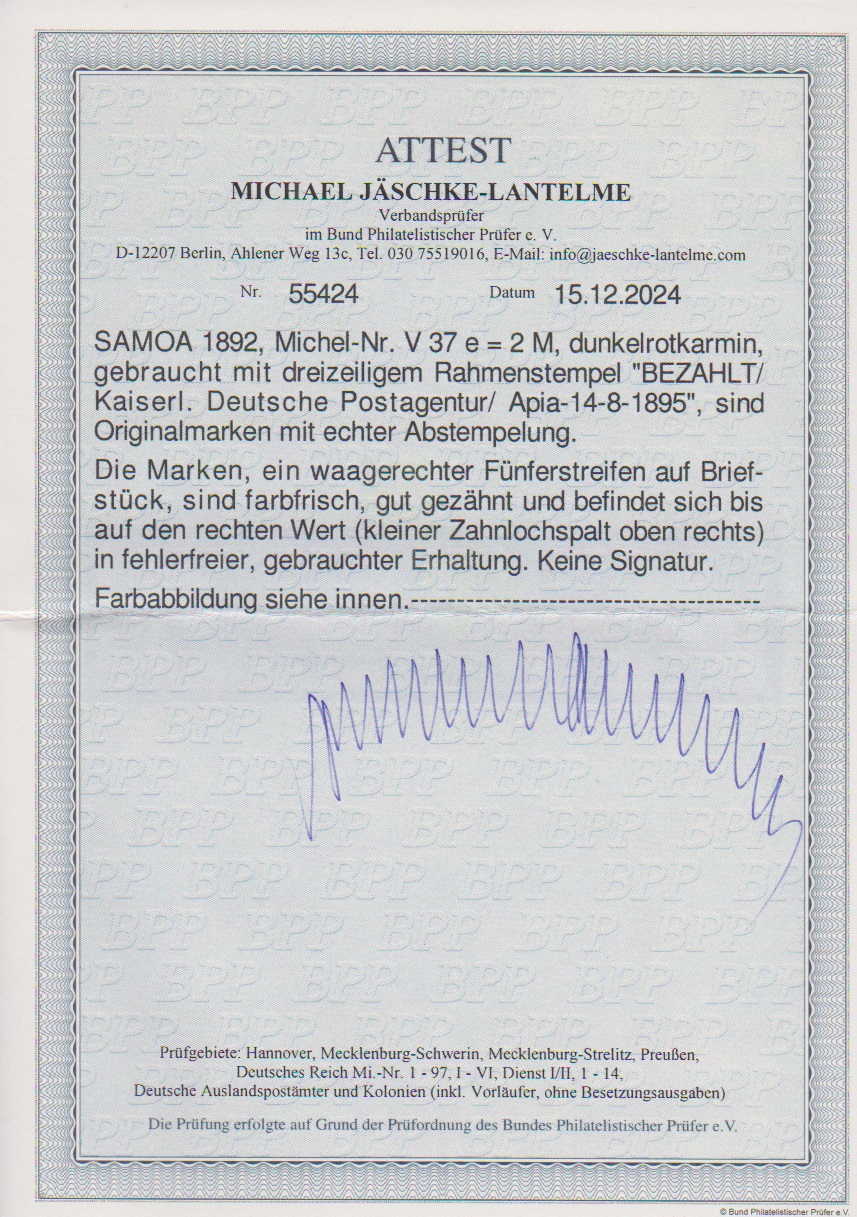 ATTEST
MICHAEL JÄSCHKE-LANTELME
Verbandsprüfer
im Bund Philatelistischer Prüfer e. V.
D-12207 Berlin, Ahlener Weg 13c, Tel. 030 75519016, E-Mail: info@jaeschke-lantelme.com
Nr. 55424 Datum 15.12.2024
SAMOA 1892, Michel-Nr. V 37 e = 2 M, dunkelrotkarmin,
gebraucht mit dreizeiligem Rahmenstempel "BEZAHLT/
Kaiserl. Deutsche Postagentur/ Apia-14-8-1895", sind
Originalmarken mit echter Abstempelung.
Die Marken, ein waagerechter Fünferstreifen auf Brief-
stück, sind farbfrisch, gut gezähnt und befindet sich bis
auf den rechten Wert (kleiner Zahnlochspalt oben rechts)
in fehlerfreier, gebrauchter Erhaltung. Keine Signatur.
Farbabbildung siehe innen.---------------------------------------
Prüfgebiete: Hannover, Mecklenburg-Schwerin, Mecklenburg-Strelitz, Preußen,
Deutsches Reich Mi.-Nr. 1 - 97, I - VI, Dienst I/II, 1 - 14,
Deutsche Auslandspostämter und Kolonien (inkl. Vorläufer, ohne Besetzungsausgaben)
Die Prüfung erfolgte auf Grund der Prüfordnung des Bundes Philatelistischer Prüfer e.V.
© Bund Philatelistischer Prüfer e.V.